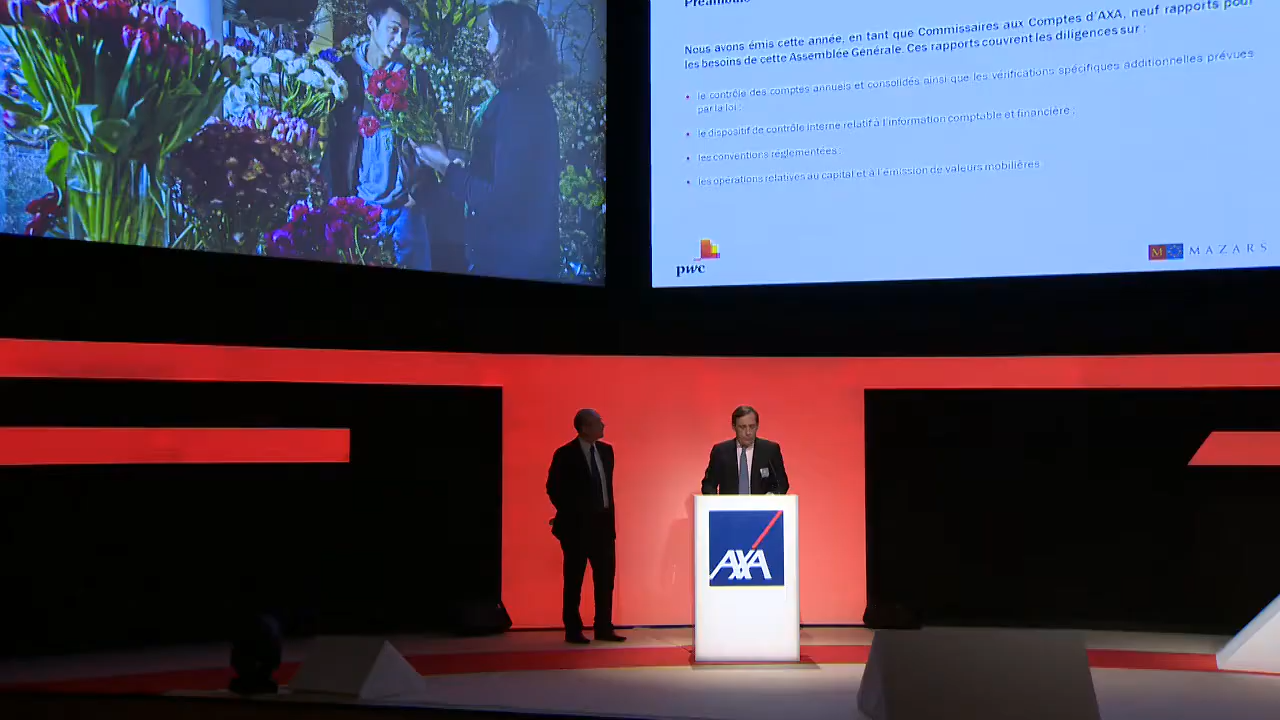 Préambule
Nous avons émis cette année, en tant que Commissaires aux Comptes d'AXA, neuf rapports pour
les besoins de cette Assemblée Générale. Ces rapports couvrent les diligences sur :
• le contrôle des comptes annuels et consolidés ainsi que les vérifications spécifiques additionnelles prévues
par la loi ;
• le dispositif de contrôle interne relatif à l'information comptable et financière ;
• les conventions réglementées ;
• les opérations relatives au capital et à l'émission de valeurs mobilières
pwc
M MAZARS
AXA